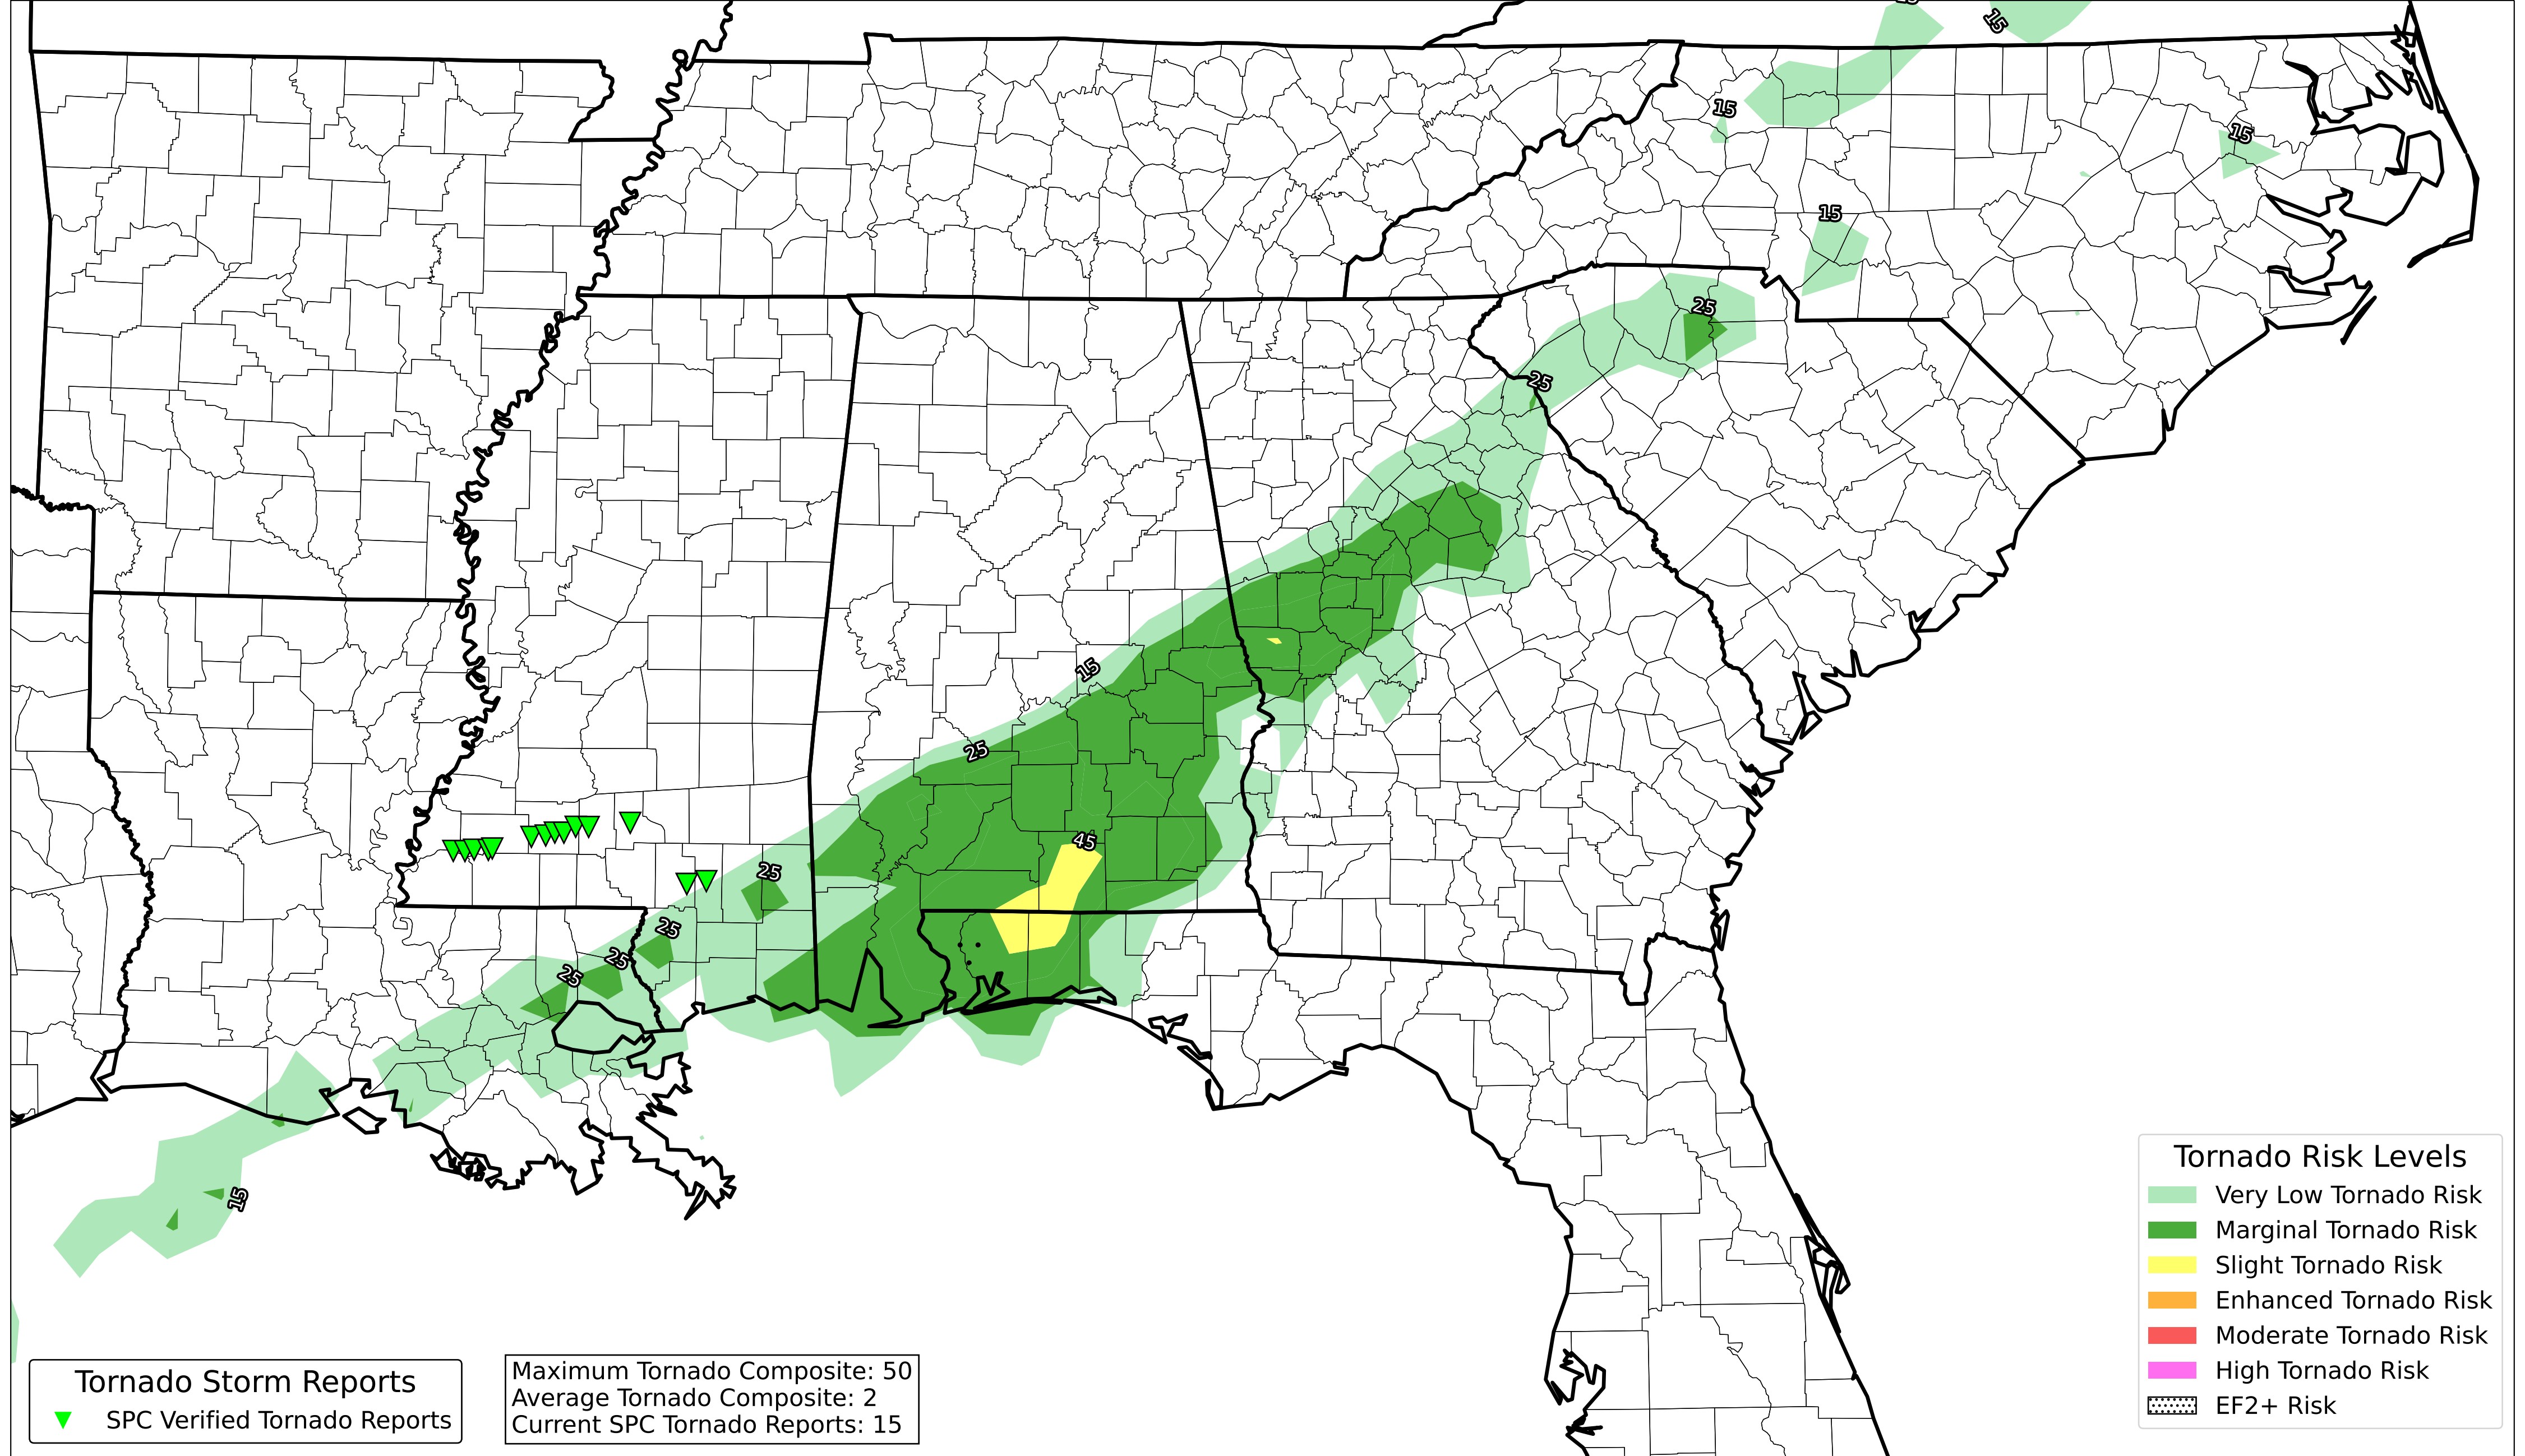 15
15
15
15
15
25
25
15
25
45
25
25
25
25
15
Tornado Risk Levels
Very Low Tornado Risk
Marginal Tornado Risk
Slight Tornado Risk
Enhanced Tornado Risk
Moderate Tornado Risk
High Tornado Risk
EF2+ Risk
Tornado Storm Reports
SPC Verified Tornado Reports
Maximum Tornado Composite: 50
Average Tornado Composite: 2
Current SPC Tornado Reports: 15